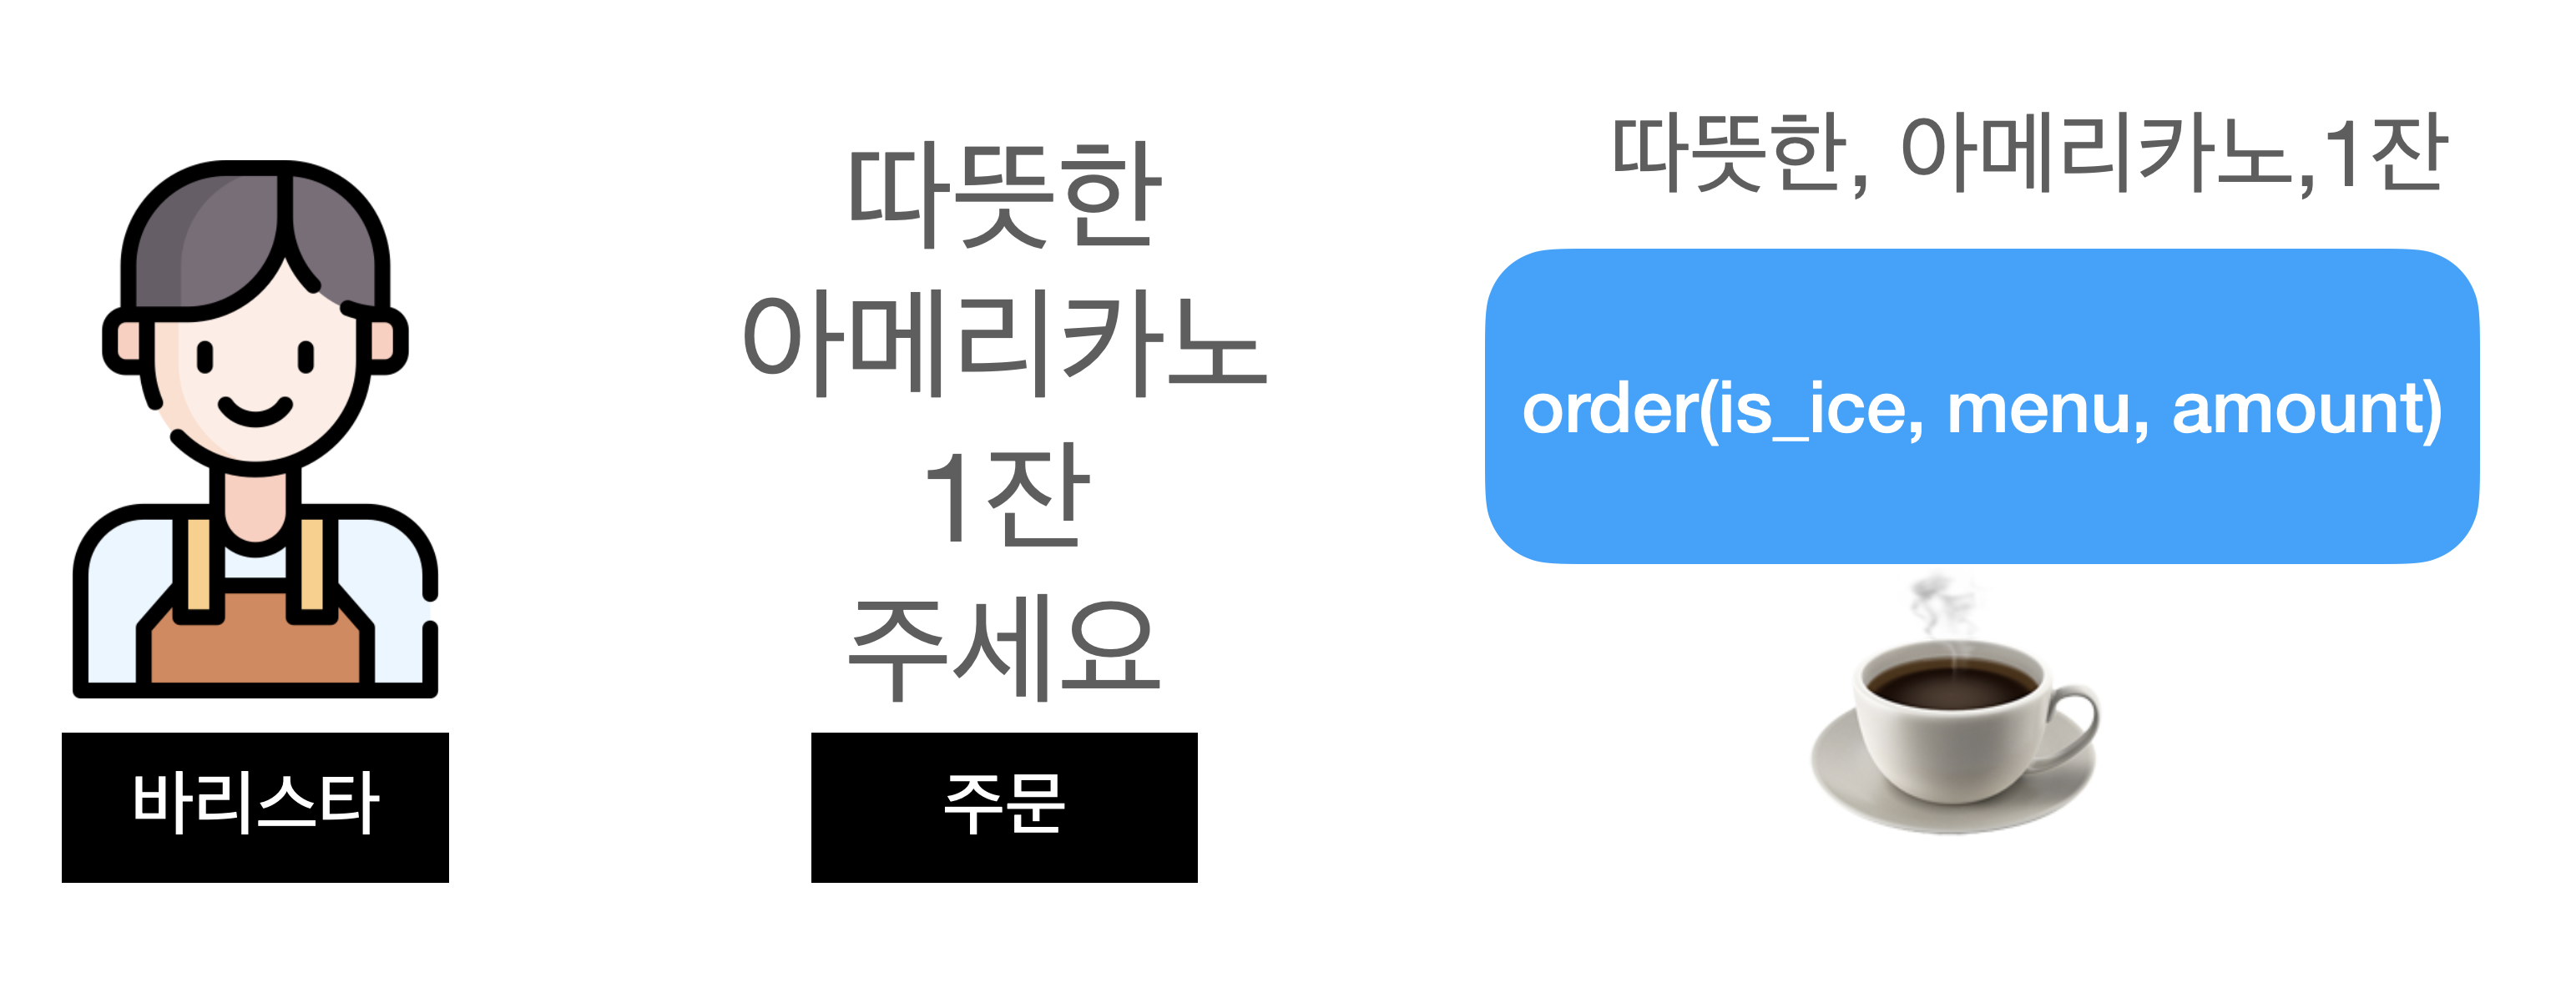 바리스타
따뜻한
아메리카노
1잔
주세요
주문
따뜻한, 아메리카노,1잔
order(is_ice, menu, amount)